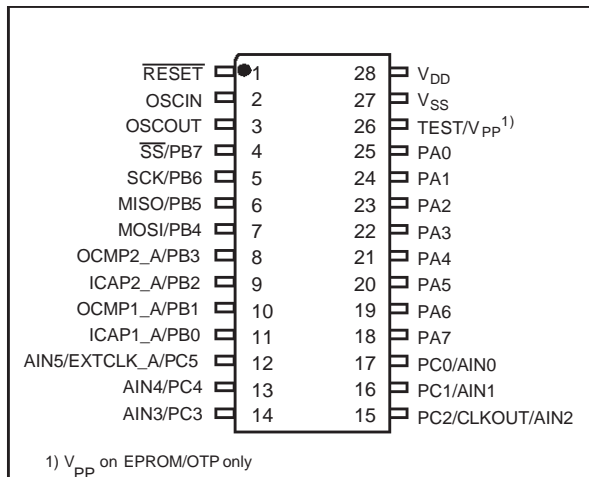 RESET 1 28 VDD
OSCIN 2 27 VSS
OSCOUT 3 26 TEST/VPP1)
SS/PB7 4 25 PA0
SCK/PB6 5 24 PA1
MISO/PB5 6 23 PA2
MOSI/PB4 7 22 PA3
OCMP2_A/PB3 8 21 PA4
ICAP2_A/PB2 9 20 PA5
OCMP1_A/PB1 10 19 PA6
ICAP1_A/PB0 11 18 PA7
AIN5/EXTCLK_A/PC5 12 17 PC0/AIN0
AIN4/PC4 13 16 PC1/AIN1
AIN3/PC3 14 15 PC2/CLKOUT/AIN2
1) VPP on EPROM/OTP only